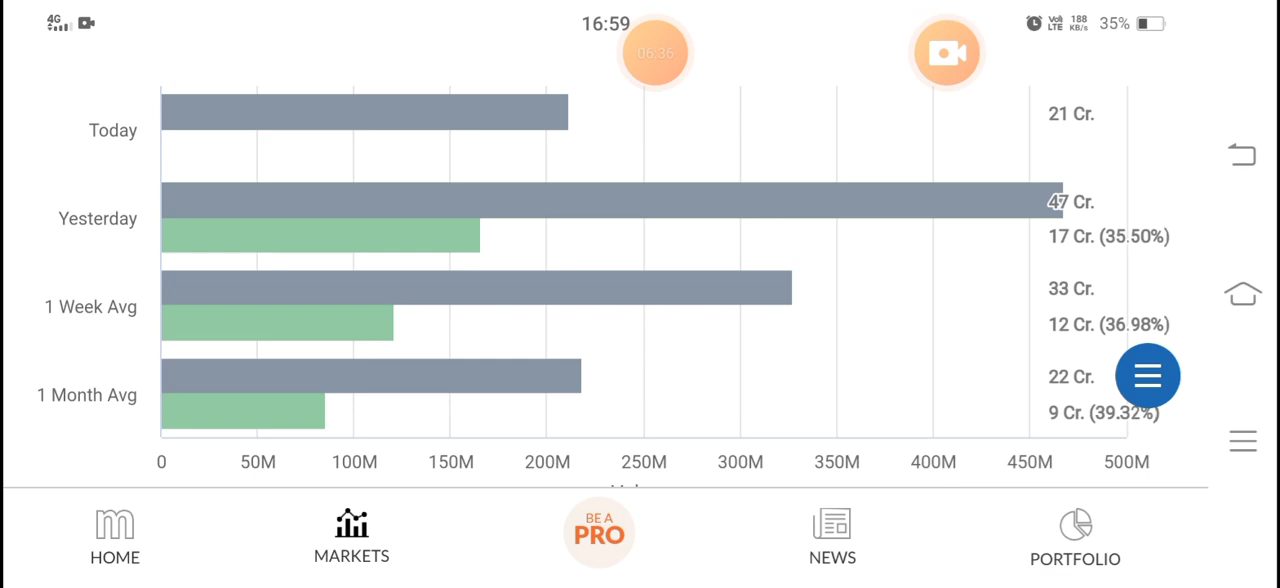 4G
16:59
06:36
Vol) LTE
188 KB/s
35%
Today
21 Cr.
Yesterday
47 Cr.
17 Cr. (35.50%)
1 Week Avg
33 Cr.
12 Cr. (36.98%)
1 Month Avg
22 Cr.
9 Cr. (39.32%)
0 50M 100M 150M 200M 250M 300M 350M 400M 450M 500M
HOME
MARKETS
BE A
PRO
NEWS
PORTFOLIO